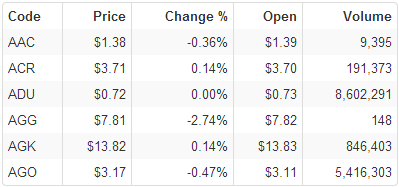 Code Price Change % Open Volume
AAC $1.38 -0.36% $1.39 9,395
ACR $3.71 0.14% $3.70 191,373
ADU $0.72 0.00% $0.73 8,602,291
AGG $7.81 -2.74% $7.82 148
AGK $13.82 0.14% $13.83 846,403
AGO $3.17 -0.47% $3.11 5,416,303